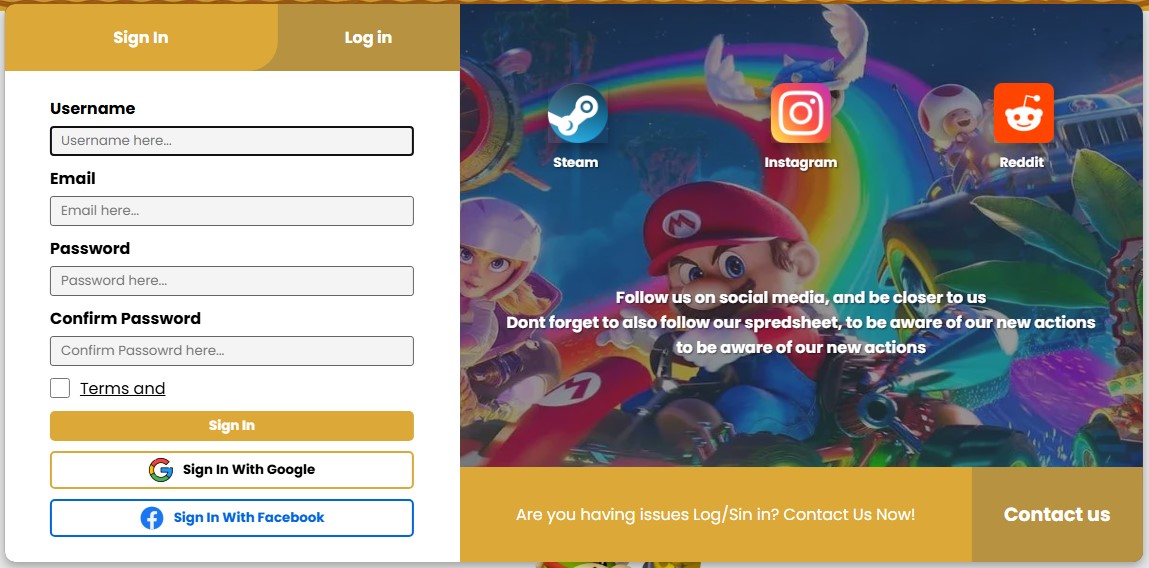 Sign In
Log in
Username
Username here...
Email
Email here...
Password
Password here...
Confirm Password
Confirm Passowrd here...
Terms and
Sign In
Sign In With Google
Sign In With Facebook
Steam
Instagram
Reddit
Follow us on social media, and be closer to us
Dont forget to also follow our spredsheet, to be aware of our new actions
to be aware of our new actions
Are you having issues Log/Sin in? Contact Us Now!
Contact us